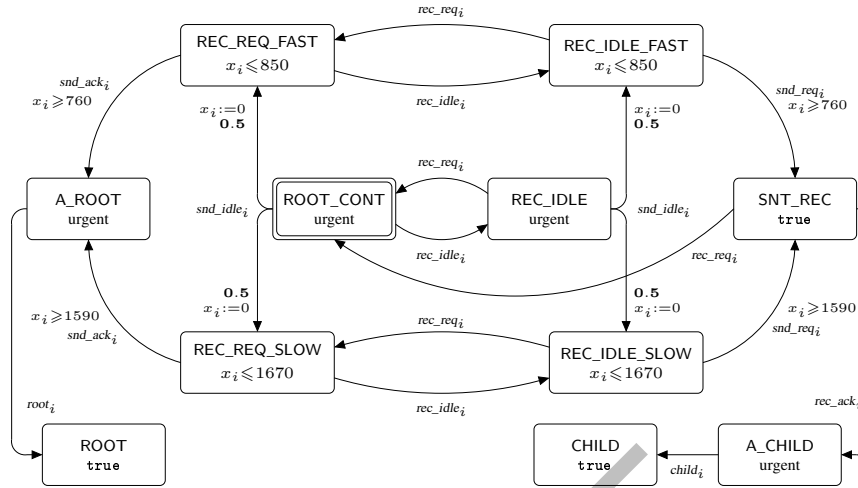 rec_req_i
REC_REQ_FAST
x_i⩽850
REC_IDLE_FAST
x_i⩽850
snd_ack_i
x_i⩾760
rec_idle_i
snd_req_i
x_i⩾760
x_i:=0
0.5
x_i:=0
0.5
rec_req_i
A_ROOT
urgent
snd_idle_i
ROOT_CONT
urgent
REC_IDLE
urgent
snd_idle_i
SNT_REC
true
rec_idle_i
rec_req_i
0.5
x_i:=0
0.5
x_i:=0
x_i⩾1590
snd_ack_i
rec_req_i
x_i⩾1590
snd_req_i
REC_REQ_SLOW
x_i⩽1670
REC_IDLE_SLOW
x_i⩽1670
rec_idle_i
root_i
rec_ack_i
ROOT
true
CHILD
true
child_i
A_CHILD
urgent